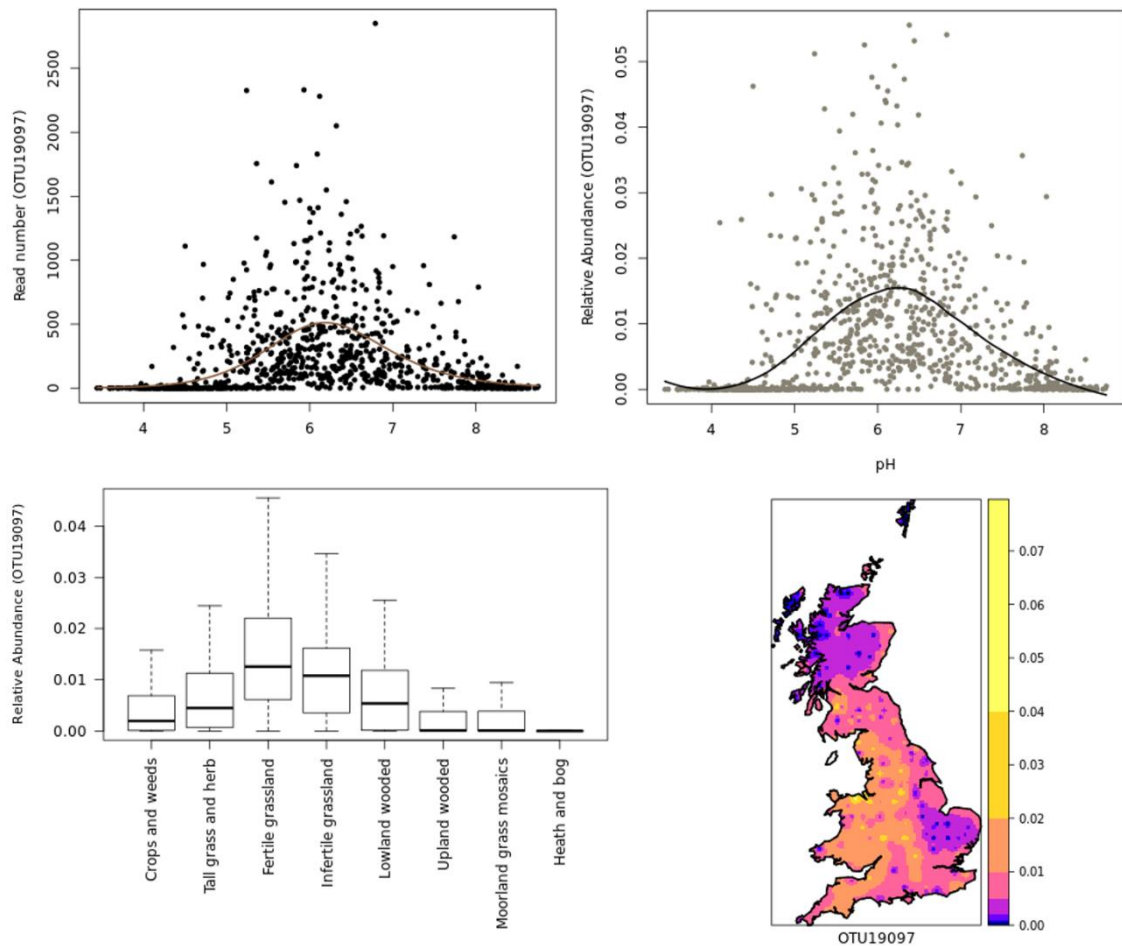 Read number (OTU19097)
2500
2000
1500
1000
500
0
4 5 6 7 8
Relative Abundance (OTU19097)
0.05
0.04
0.03
0.02
0.01
0.00
4 5 6 7 8
pH
Relative Abundance (OTU19097)
0.04
0.03
0.02
0.01
0.00
Crops and weeds
Tall grass and herb
Fertile grassland
Infertile grassland
Lowland wooded
Upland wooded
Moorland grass mosaics
Heath and bog
0.07
0.06
0.05
0.04
0.03
0.02
0.01
0.00
OTU19097